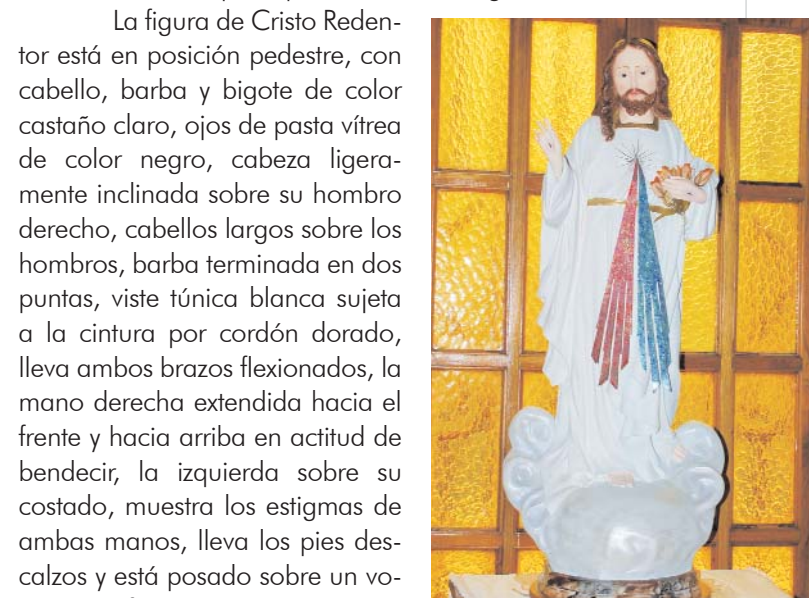 La figura de Cristo Reden-
tor está en posición pedestre, con
cabello, barba y bigote de color
castaño claro, ojos de pasta vítrea
de color negro, cabeza ligera-
mente inclinada sobre su hombro
derecho, cabellos largos sobre los
hombros, barba terminada en dos
puntas, viste túnica blanca sujeta
a la cintura por cordón dorado,
lleva ambos brazos flexionados, la
mano derecha extendida hacia el
frente y hacia arriba en actitud de
bendecir, la izquierda sobre su
costado, muestra los estigmas de
ambas manos, lleva los pies des-
calzos y está posado sobre un vo-